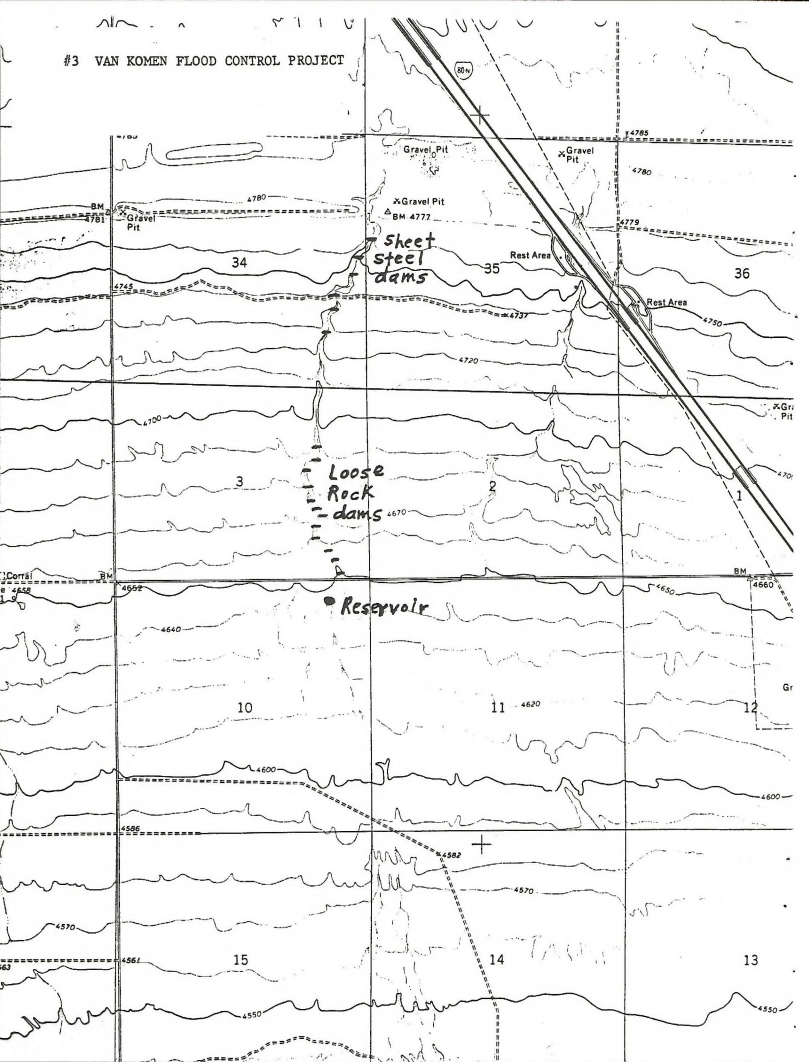 #3 VAN KOMEN FLOOD CONTROL PROJECT
80N
4785
Gravel Pit
Gravel
Pit
4780
4780
Gravel Pit
BM
4781
Gravel
Pit
BM 4777
4779
Sheet
steel
dams
34
35
Rest Area
36
4745
Rest Area
4737
4750
4720
4700
3
Loose
Rock
dams
4670
2
1
Corral
BM
4652
4658
BM
4660
4650
Reservoir
4640
10
11
4620
12
4600
4600
4586
4582
4570
4570
4561
15
14
13
4550
4550